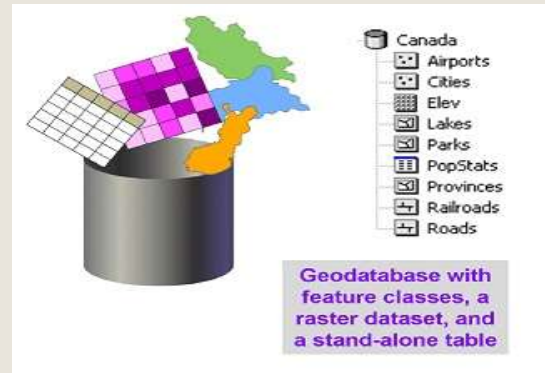 Canada
Airports
Cities
Elev
Lakes
Parks
PopStats
Provinces
Railroads
Roads
Geodatabase with
feature classes, a
raster dataset, and
a stand-alone table